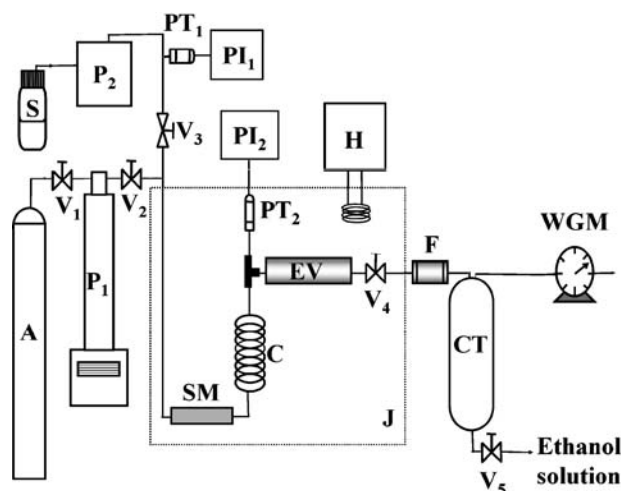 PT1
P2
PI1
S
V3
PI2
H
V1
V2
PT2
WGM
F
EV
V4
P1
A
C
CT
SM
J
V5
Ethanol
solution